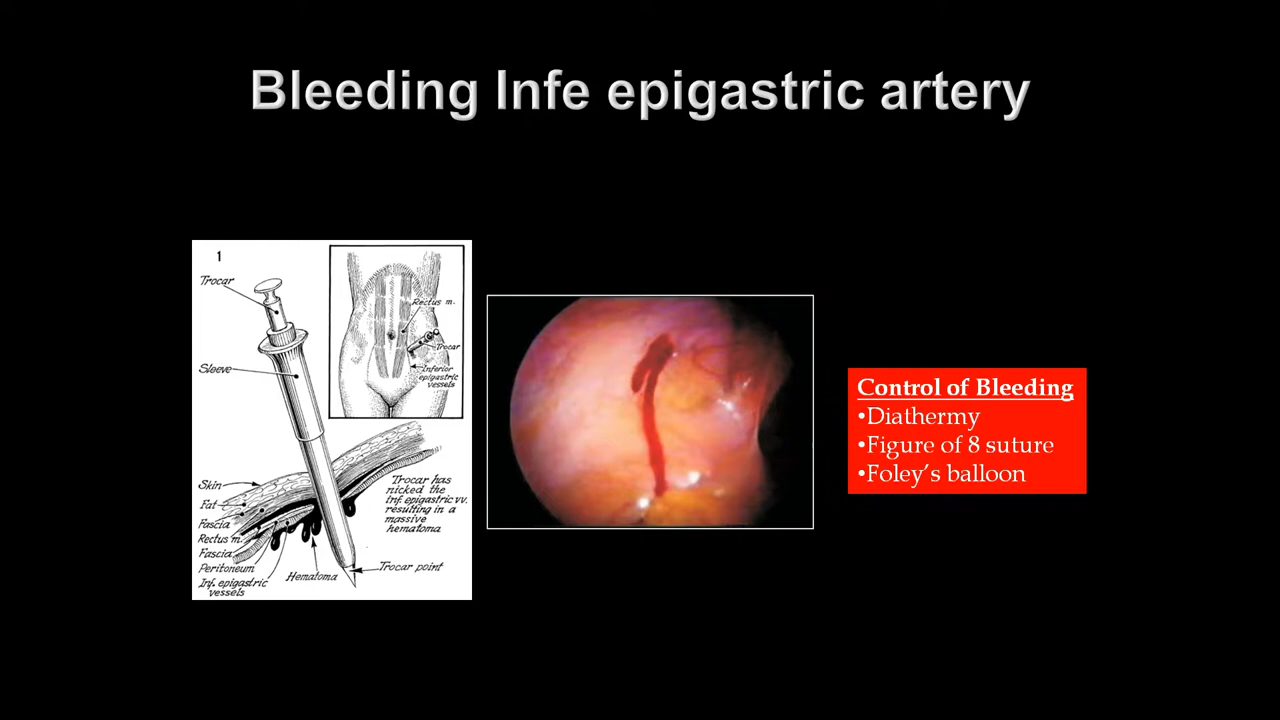 Bleeding Infe epigastric artery
1
Trocar
Sleeve
Rectus m.
Trocar
Inferior
epigastric
vessels
Skin
Fat
Fascia
Rectus m.
Fascia
Peritoneum
Inf. epigastric
vessels
Hematoma
Trocar has
nicked the
inf. epigastric vv.
resulting in a
massive
hematoma
Trocar point
Control of Bleeding
•Diathermy
•Figure of 8 suture
•Foley’s balloon